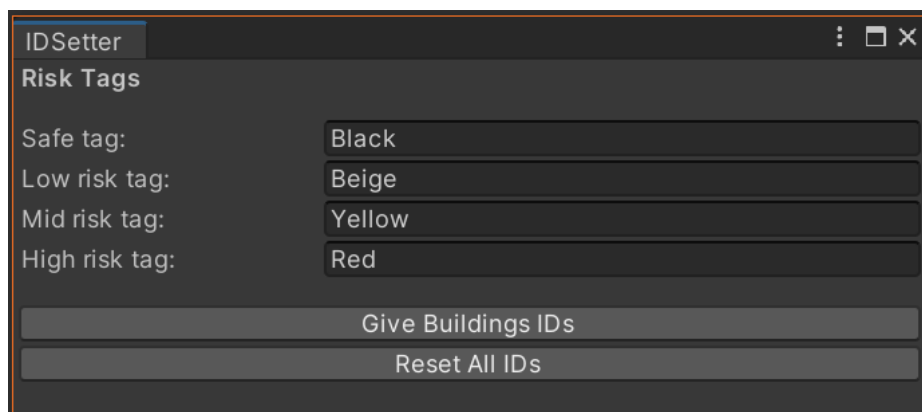 IDSetter
Risk Tags
Safe tag: Black
Low risk tag: Beige
Mid risk tag: Yellow
High risk tag: Red
Give Buildings IDs
Reset All IDs